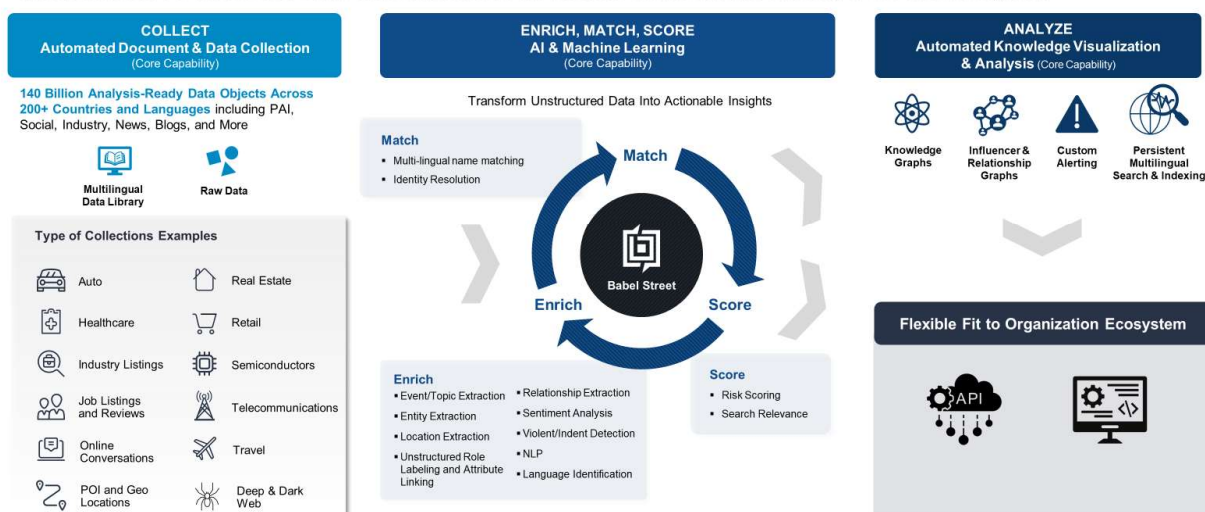 COLLECT
Automated Document & Data Collection
(Core Capability)
140 Billion Analysis-Ready Data Objects Across
200+ Countries and Languages including PAI,
Social, Industry, News, Blogs, and More
Multilingual
Data Library
Raw Data
Type of Collections Examples
Auto
Real Estate
Healthcare
Retail
Industry Listings
Semiconductors
Job Listings
and Reviews
Telecommunications
Online
Conversations
Travel
POI and Geo
Locations
Deep & Dark
Web
ENRICH, MATCH, SCORE
AI & Machine Learning
(Core Capability)
Transform Unstructured Data Into Actionable Insights
Match
▪ Multi-lingual name matching
▪ Identity Resolution
Match
Babel Street
Enrich
Score
Enrich
▪ Event/Topic Extraction
▪ Entity Extraction
▪ Location Extraction
▪ Unstructured Role
Labeling and Attribute
Linking
▪ Relationship Extraction
▪ Sentiment Analysis
▪ Violent/Indent Detection
▪ NLP
▪ Language Identification
Score
▪ Risk Scoring
▪ Search Relevance
ANALYZE
Automated Knowledge Visualization
& Analysis (Core Capability)
Knowledge
Graphs
Influencer &
Relationship
Graphs
Custom
Alerting
Persistent
Multilingual
Search & Indexing
Flexible Fit to Organization Ecosystem
API